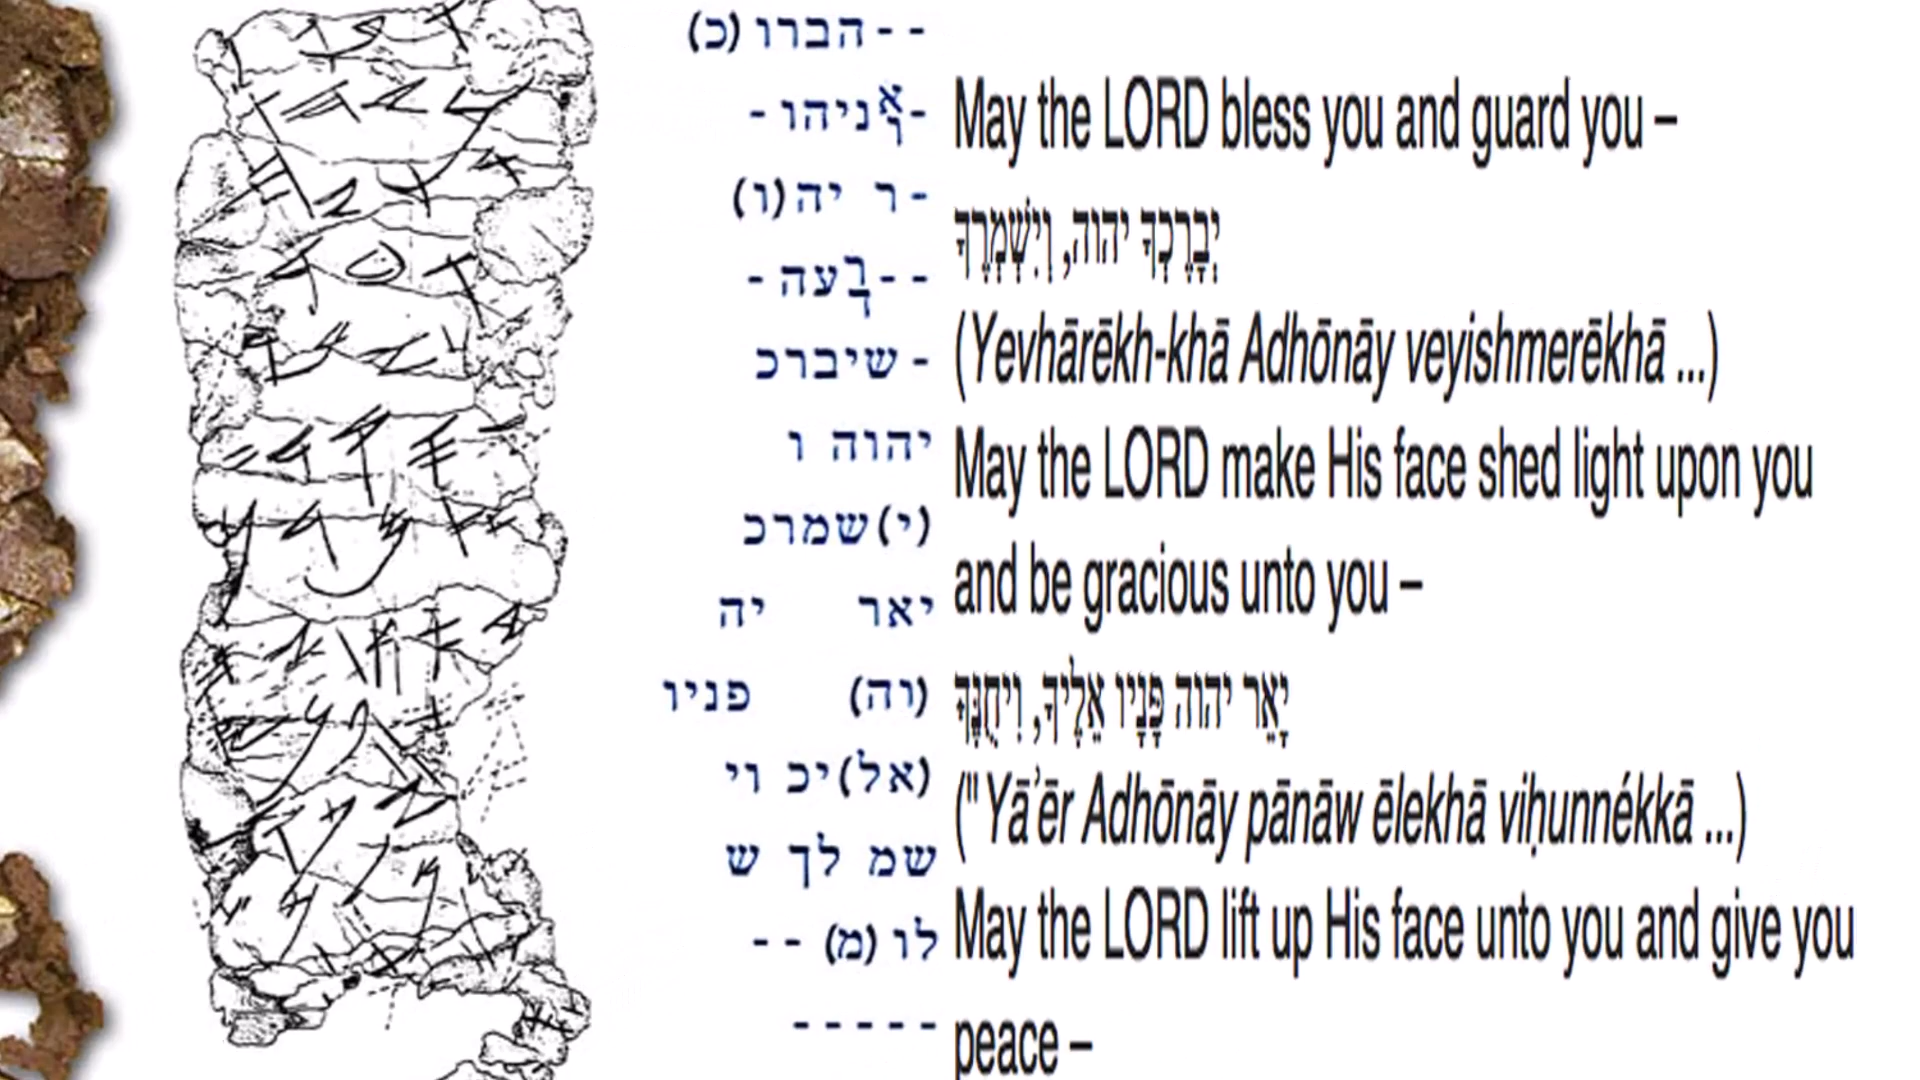 - - הברו (כ)
-א/ךניהו -
- ר יה(ו)
- - ר/ךעה -
- שיברכ
יהוה ו
(י)שמרכ
יאר יה
(וה) פניו
(אל)יכ וי
שמ לך ש
לו (מ) - -
- - - - -
May the LORD bless you and guard you –
יְבָרֶכְךָ יהוה, וְיִשְׁמְרֶךָ
(Yevhārēkh-khā Adhōnāy veyishmerēkhā ...)
May the LORD make His face shed light upon you
and be gracious unto you –
יָאֵר יהוה פָּנָיו אֵלֶיךָ, וִיחֻנֶּךָּ
("Yā'ēr Adhōnāy pānāw ēlekhā viḥunnékkā ...)
May the LORD lift up His face unto you and give you
peace –